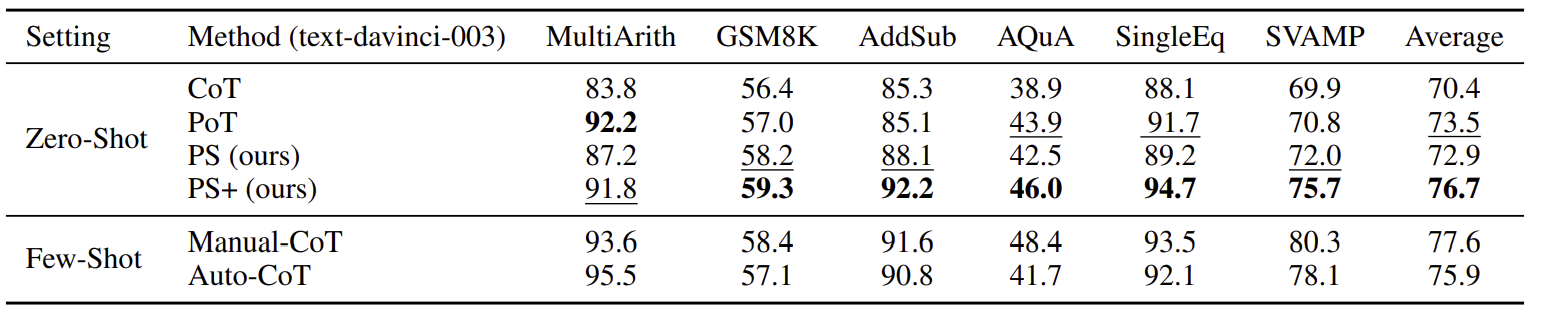 Setting Method (text-davinci-003) MultiArith GSM8K AddSub AQuA SingleEq SVAMP Average
CoT 83.8 56.4 85.3 38.9 88.1 69.9 70.4
PoT 92.2 57.0 85.1 43.9 91.7 70.8 73.5
Zero-Shot
PS (ours) 87.2 58.2 88.1 42.5 89.2 72.0 72.9
PS+ (ours) 91.8 59.3 92.2 46.0 94.7 75.7 76.7
Manual-CoT 93.6 58.4 91.6 48.4 93.5 80.3 77.6
Few-Shot
Auto-CoT 95.5 57.1 90.8 41.7 92.1 78.1 75.9